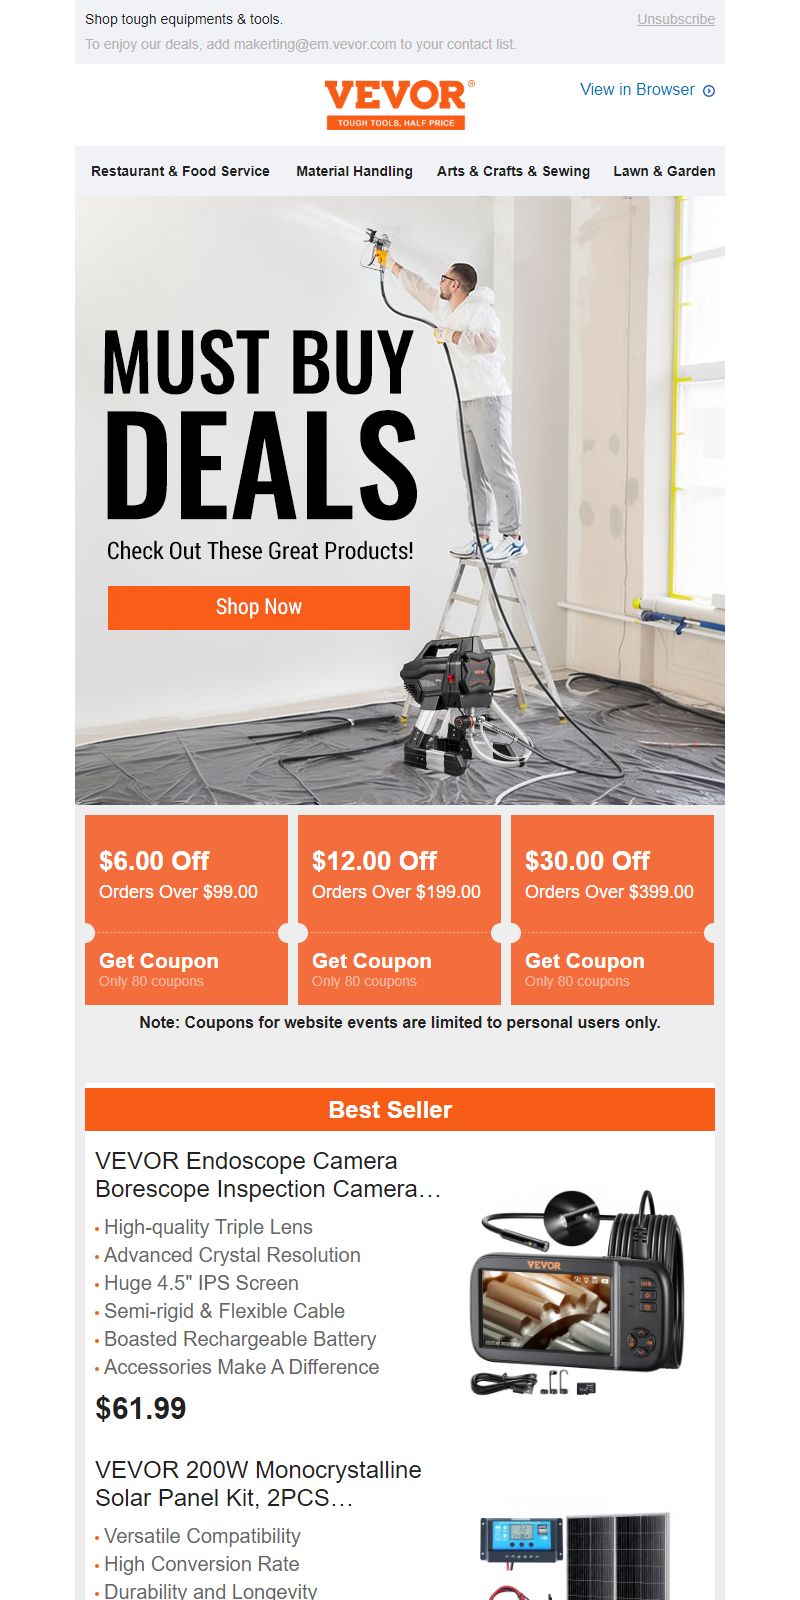 Shop tough equipments & tools.
Unsubscribe
To enjoy our deals, add makerting@em.vevor.com to your contact list.
VEVOR®
TOUGH TOOLS, HALF PRICE
View in Browser
Restaurant & Food Service
Material Handling
Arts & Crafts & Sewing
Lawn & Garden
MUST BUY
DEALS
Check Out These Great Products!
Shop Now
VEVOR
$6.00 Off
Orders Over $99.00
Get Coupon
Only 80 coupons
$12.00 Off
Orders Over $199.00
Get Coupon
Only 80 coupons
$30.00 Off
Orders Over $399.00
Get Coupon
Only 80 coupons
Note: Coupons for website events are limited to personal users only.
Best Seller
VEVOR Endoscope Camera
Borescope Inspection Camera…
• High-quality Triple Lens
• Advanced Crystal Resolution
• Huge 4.5" IPS Screen
• Semi-rigid & Flexible Cable
• Boasted Rechargeable Battery
• Accessories Make A Difference
$61.99
VEVOR
VEVOR 200W Monocrystalline
Solar Panel Kit, 2PCS…
• Versatile Compatibility
• High Conversion Rate
• Durability and Longevity